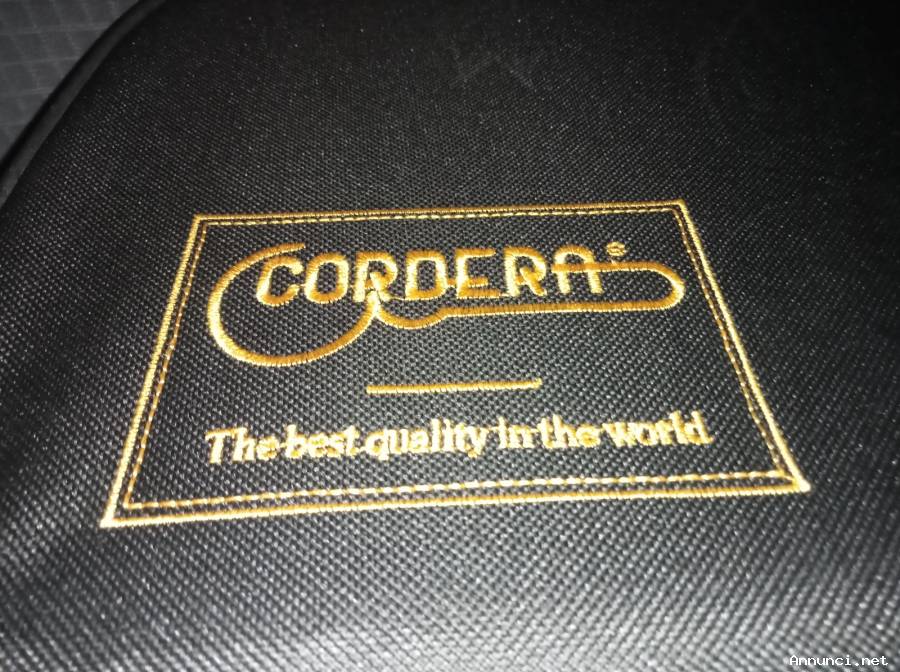 CORDERA®
The best quality in the world
Annunci.net